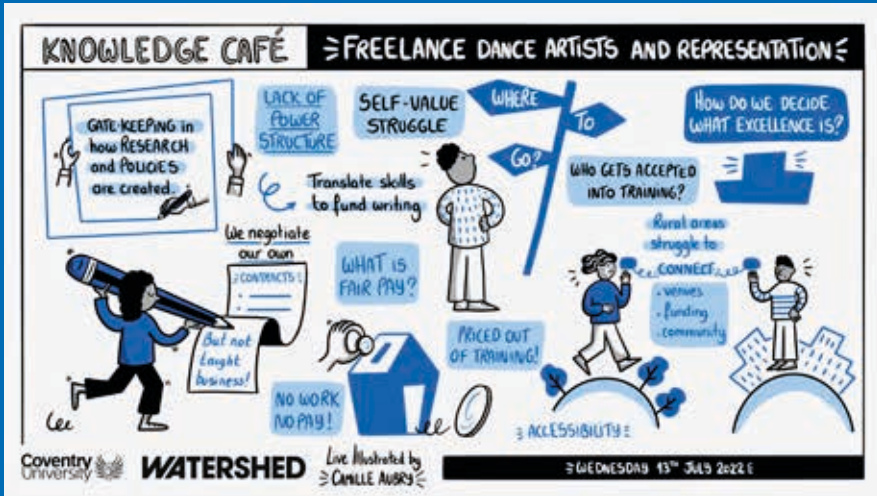 KNOWLEDGE CAFÉ
FREELANCE DANCE ARTISTS AND REPRESENTATION
GATE-KEEPING in
how RESEARCH
and POLICIES
are created.
LACK OF
POWER
STRUCTURE
Translate skills
to fund writing
SELF-VALUE
STRUGGLE
WHERE
TO
GO?
HOW DO WE DECIDE
WHAT EXCELLENCE IS?
WHO GETS ACCEPTED
INTO TRAINING?
We negotiate
our own
CONTRACTS
But not
taught
business!
WHAT IS
FAIR PAY?
NO WORK
NO PAY!
PRICED OUT
OF TRAINING!
Rural areas
struggle to
CONNECT
. venues
. funding
. community
ACCESSIBILITY
Coventry
University
WATERSHED
Live Illustrated by
CAMILLE AUBRY
WEDNESDAY 13TH JULY 2022